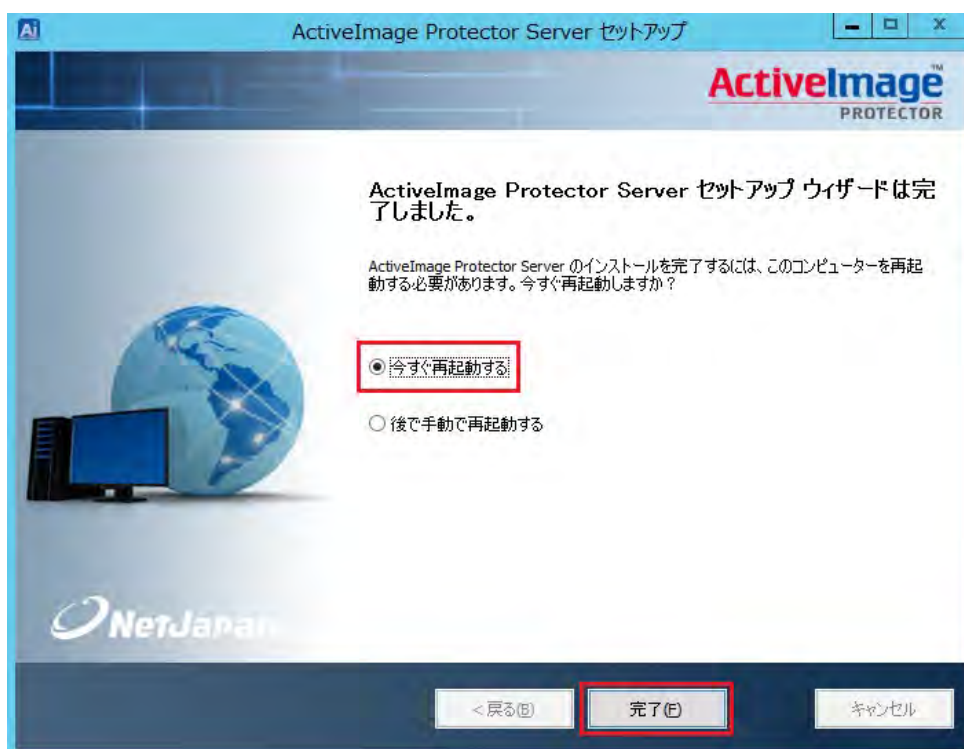 Ai
ActiveImage Protector Server セットアップ
ActiveImage™
PROTECTOR
ActiveImage Protector Server セットアップ ウィザードは完
了しました。
ActiveImage Protector Server のインストールを完了するには、このコンピューターを再起
動する必要があります。今すぐ再起動しますか？
今すぐ再起動する
後で手動で再起動する
NetJapan
<戻る(B)
完了(F)
キャンセル